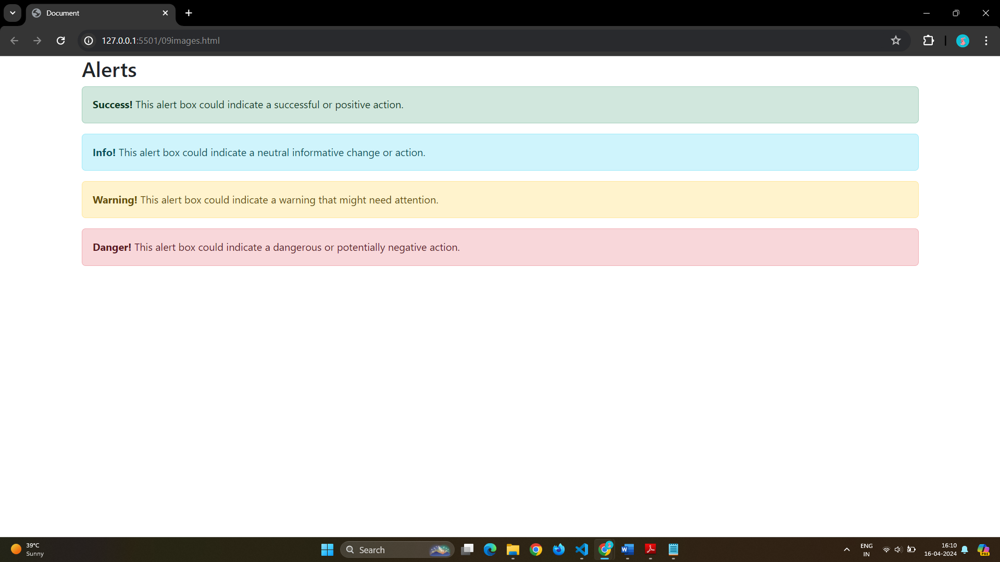 Document
127.0.0.1:5501/09images.html
Alerts
Success! This alert box could indicate a successful or positive action.
Info! This alert box could indicate a neutral informative change or action.
Warning! This alert box could indicate a warning that might need attention.
Danger! This alert box could indicate a dangerous or potentially negative action.
39°C
Sunny
Search
W
ENG
IN
16:10
16-04-2024
PRE